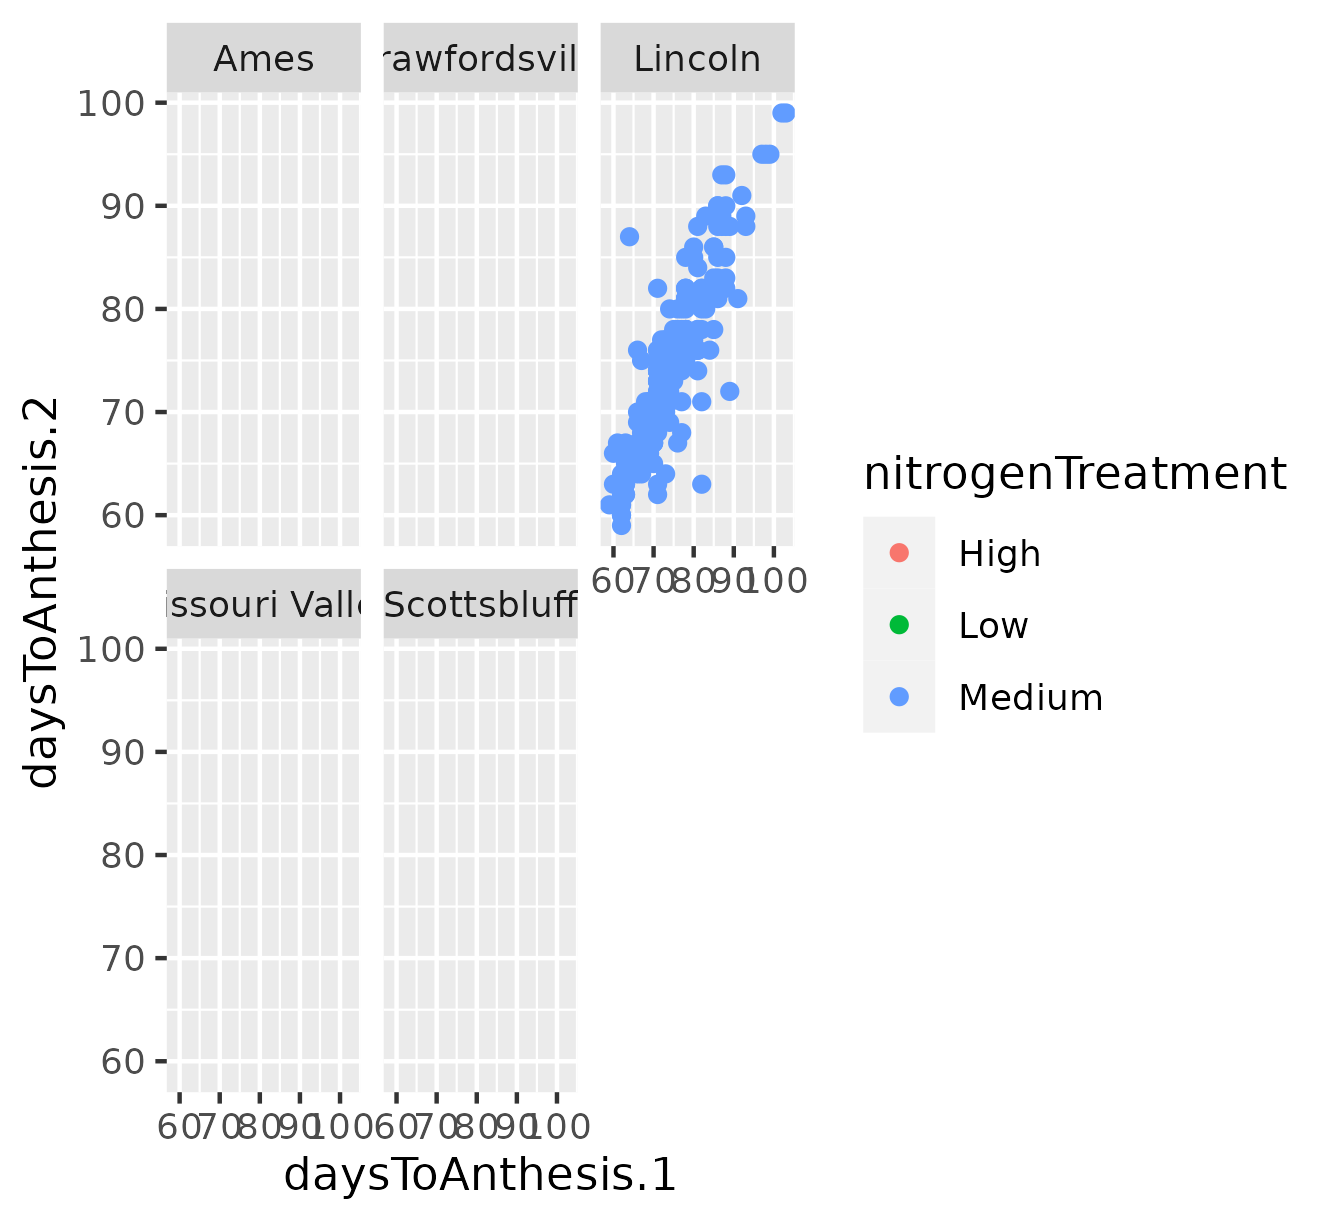 Ames
rawfordsvil
Lincoln
100
90
80
70
60
60 70 80 90 100
issouri Valle
Scottsbluff
100
90
80
70
60
60 70 80 90 100 60 70 80 90 100
daysToAnthesis.1
daysToAnthesis.2
nitrogenTreatment
High
Low
Medium